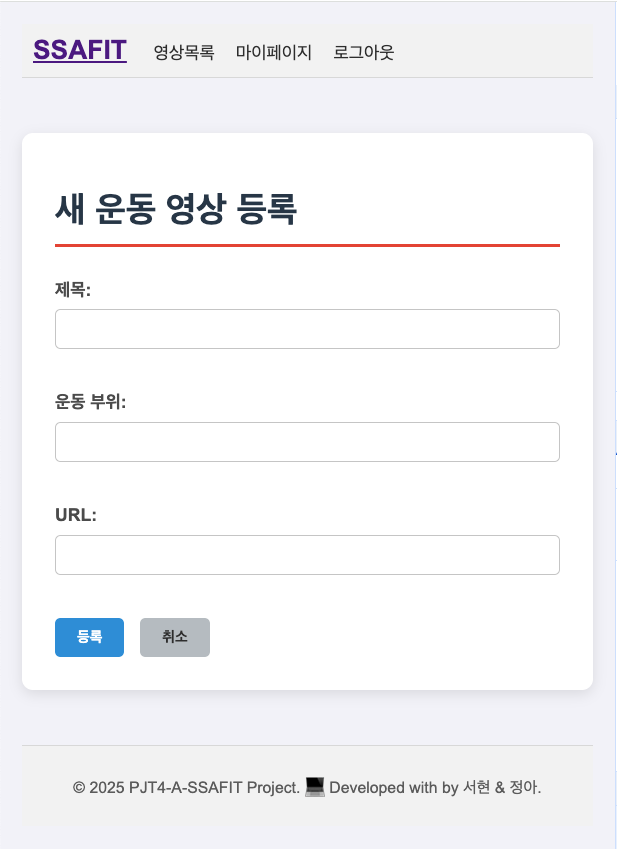 SSAFIT 영상목록 마이페이지 로그아웃
새 운동 영상 등록
제목:
운동 부위:
URL:
등록 취소
© 2025 PJT4-A-SSAFIT Project. 💻 Developed with by 서현 & 정아.